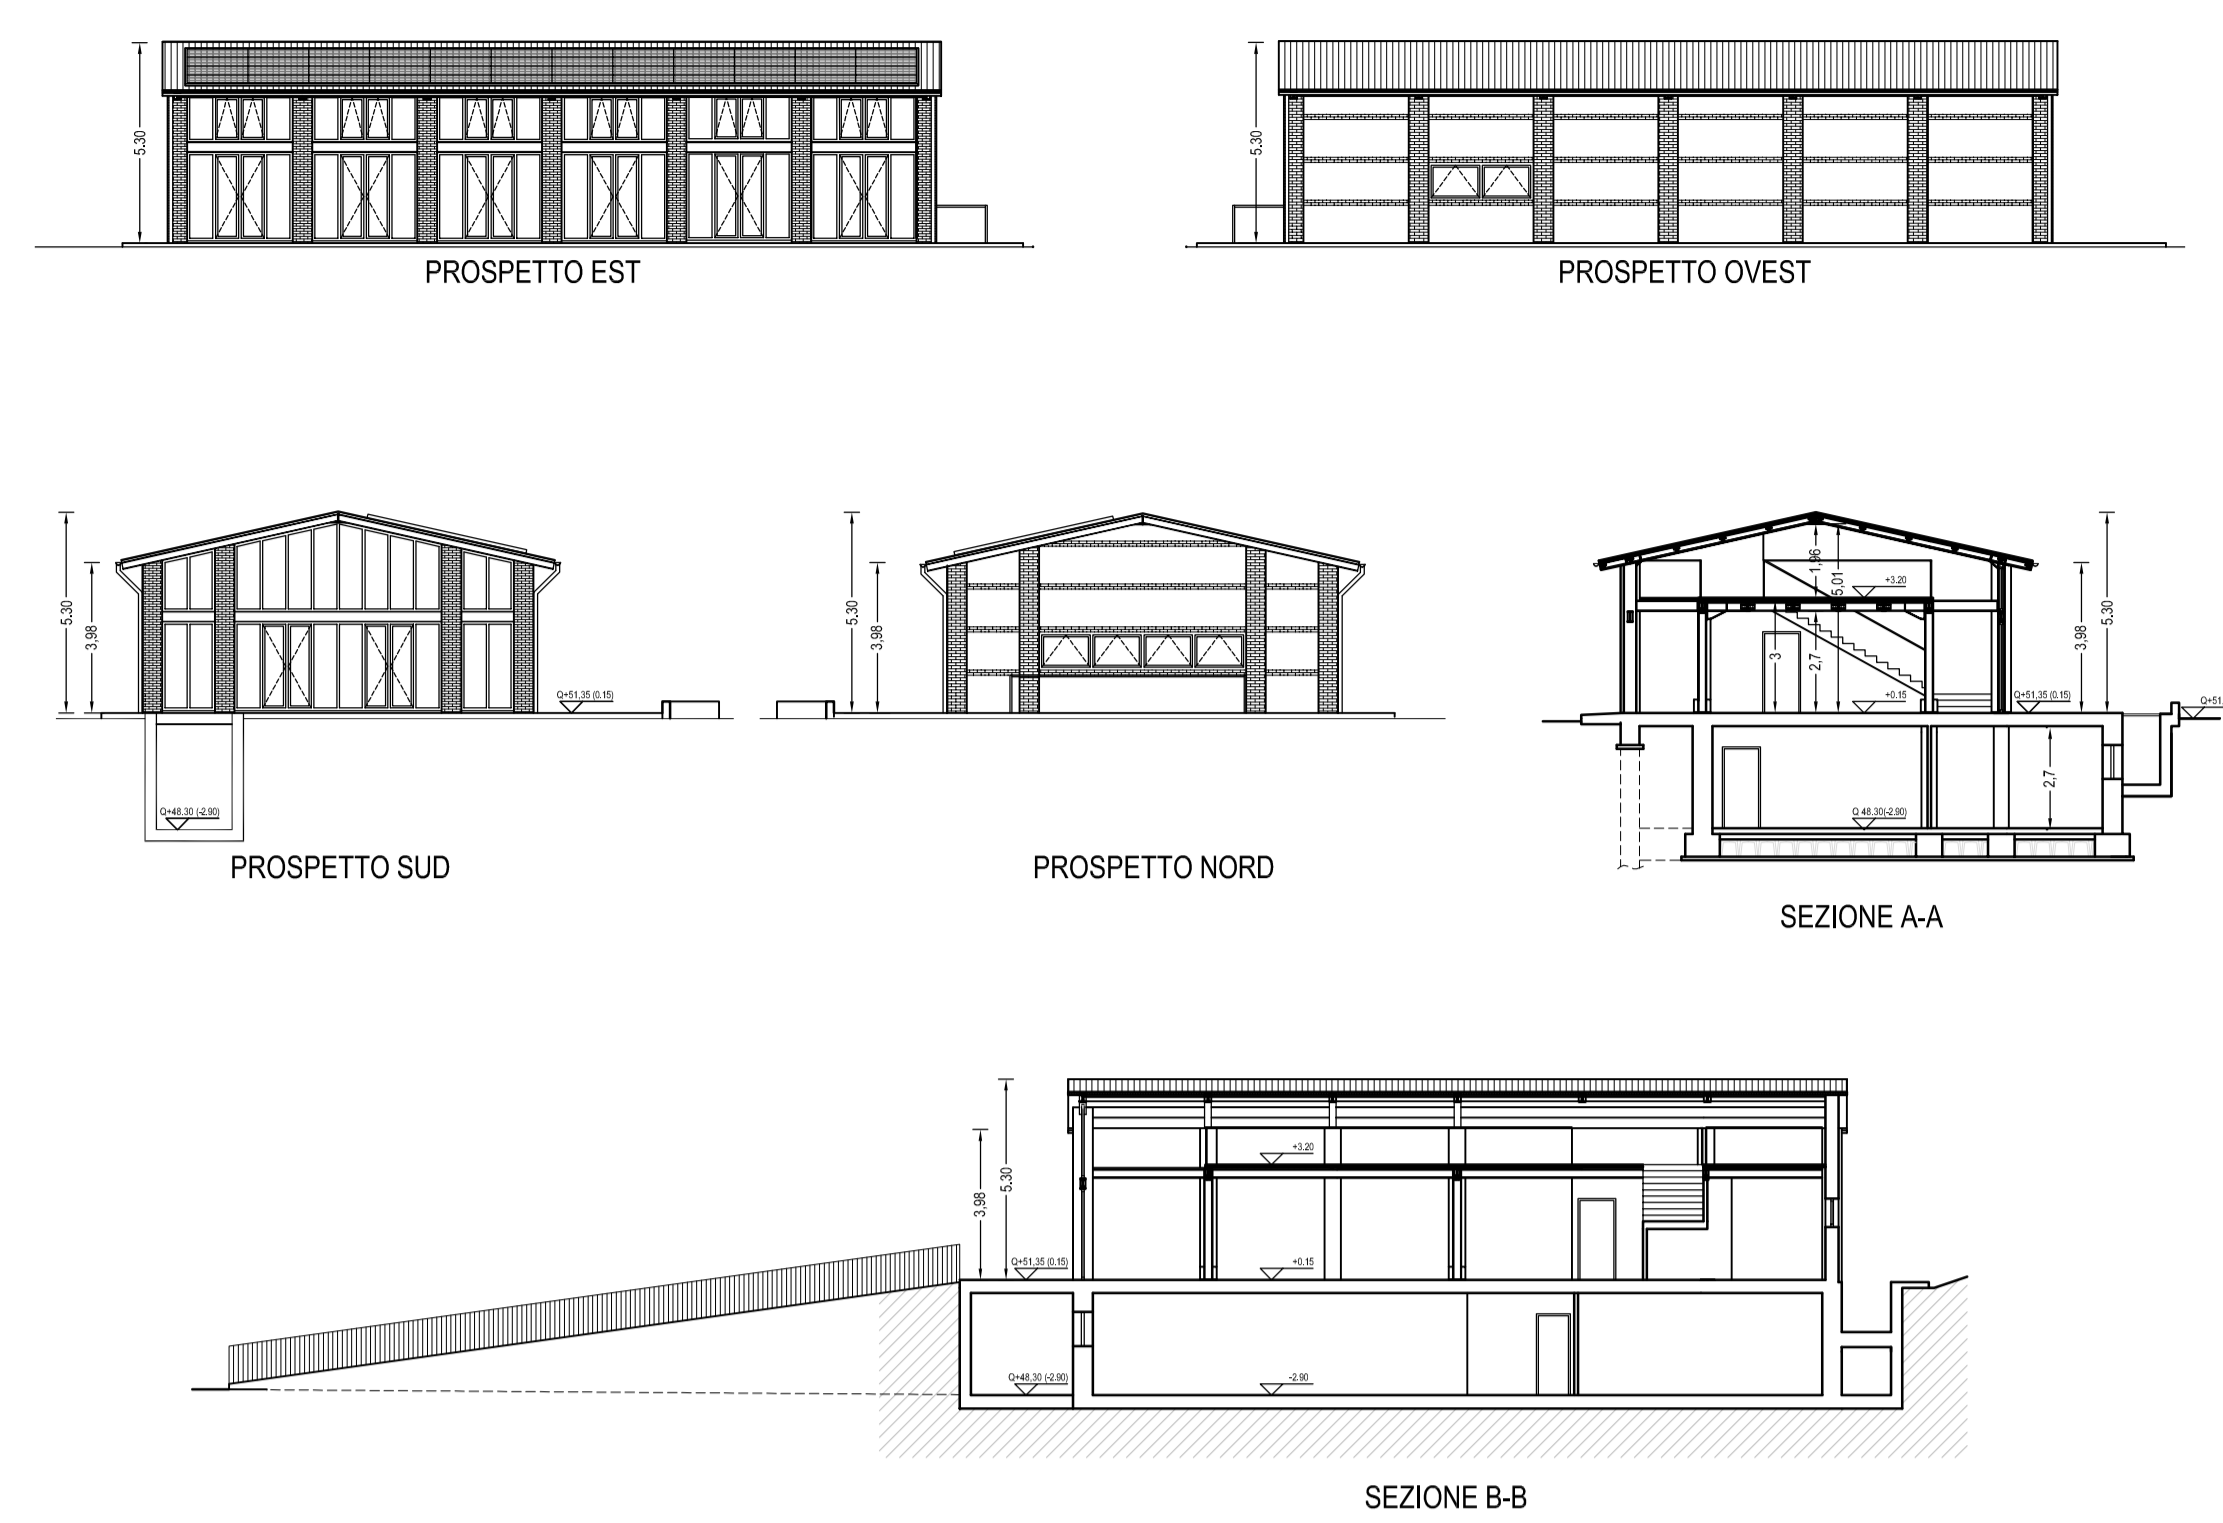 5.30
PROSPETTO EST
5.30
PROSPETTO OVEST
5.30
3,98
Q+51,35 (0.15)
Q+48.30 (-2.90)
PROSPETTO SUD
5.30
3,98
PROSPETTO NORD
1,96
5,01
+3.20
3
2,7
+0.15
Q+51,35 (0.15)
3,98
5.30
Q+51,
2,7
Q 48.30(-2.90)
SEZIONE A-A
3,98
5.30
+3.20
Q+51,35 (0.15)
+0.15
Q+48,30 (-2.90)
-2.90
SEZIONE B-B